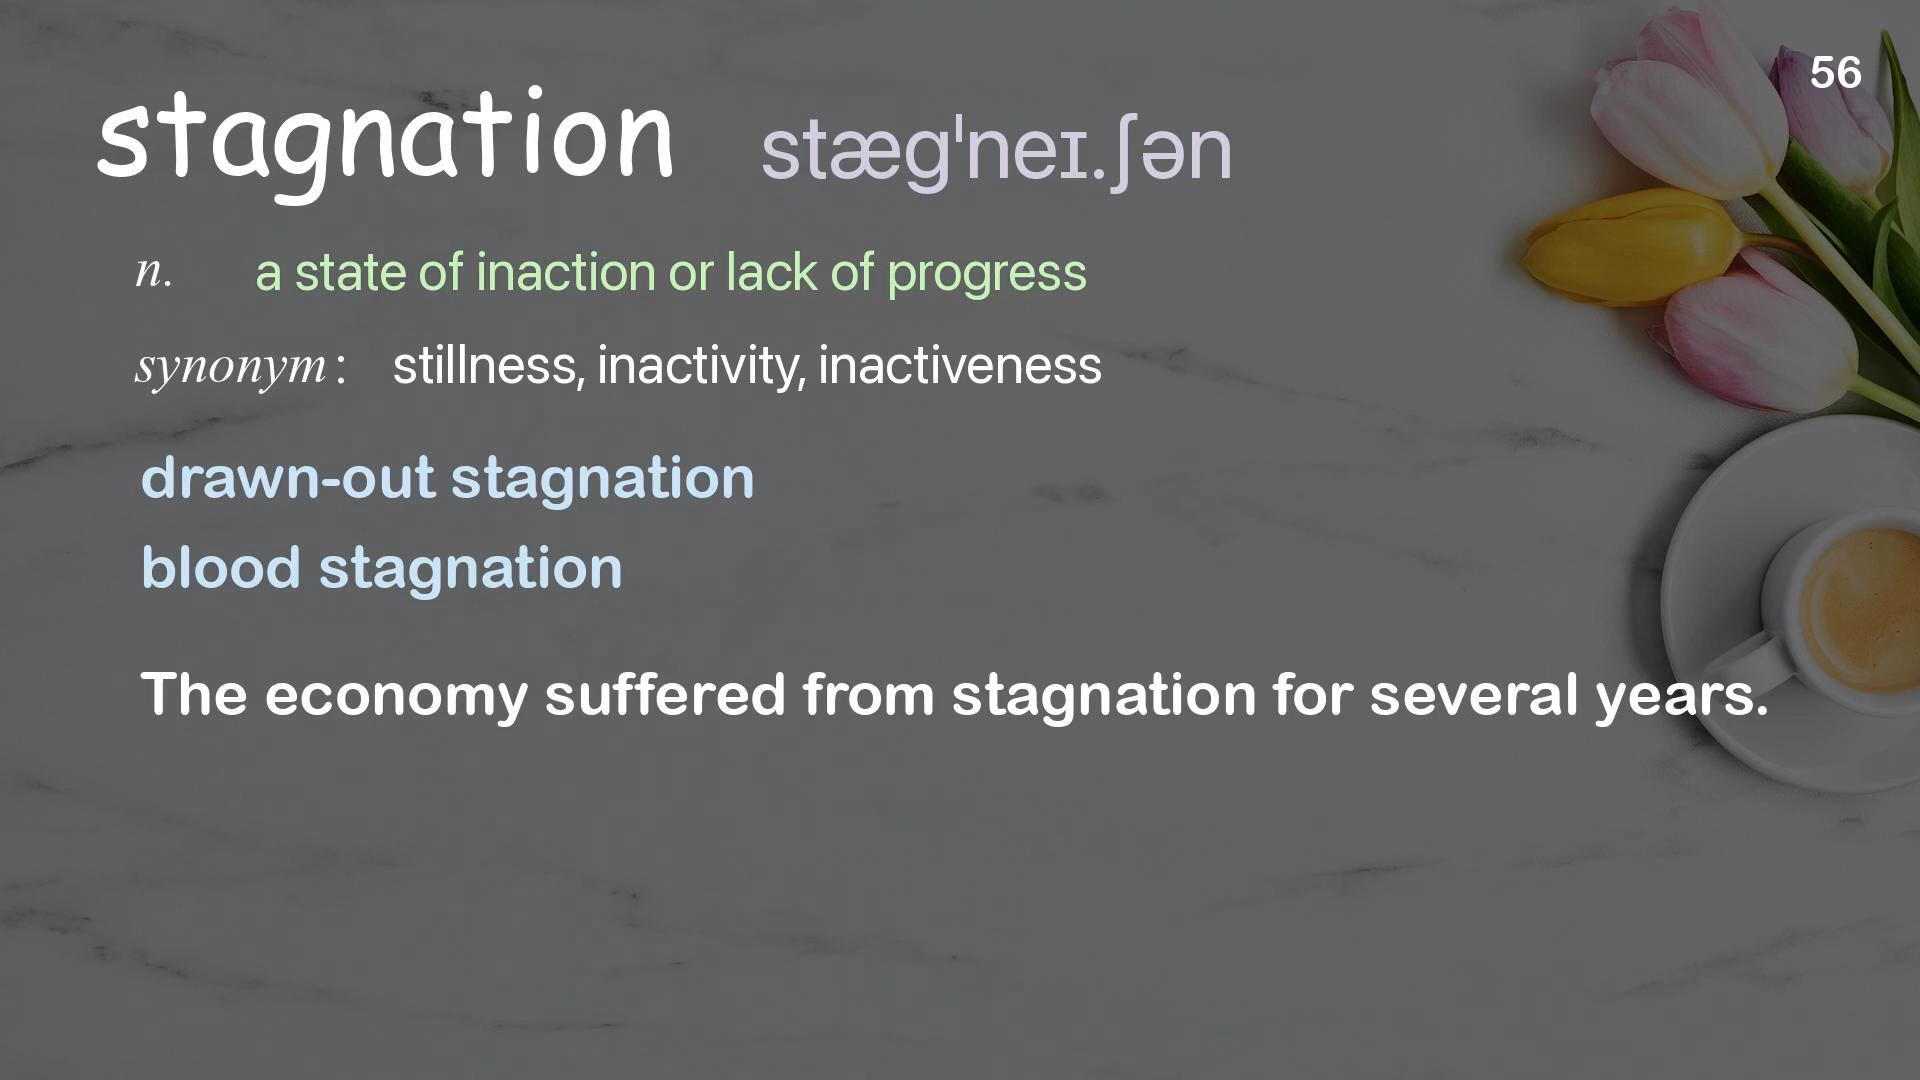 56
stagnation stæɡˈneɪ.ʃən
n. a state of inaction or lack of progress
synonym: stillness, inactivity, inactiveness
drawn-out stagnation
blood stagnation
The economy suffered from stagnation for several years.